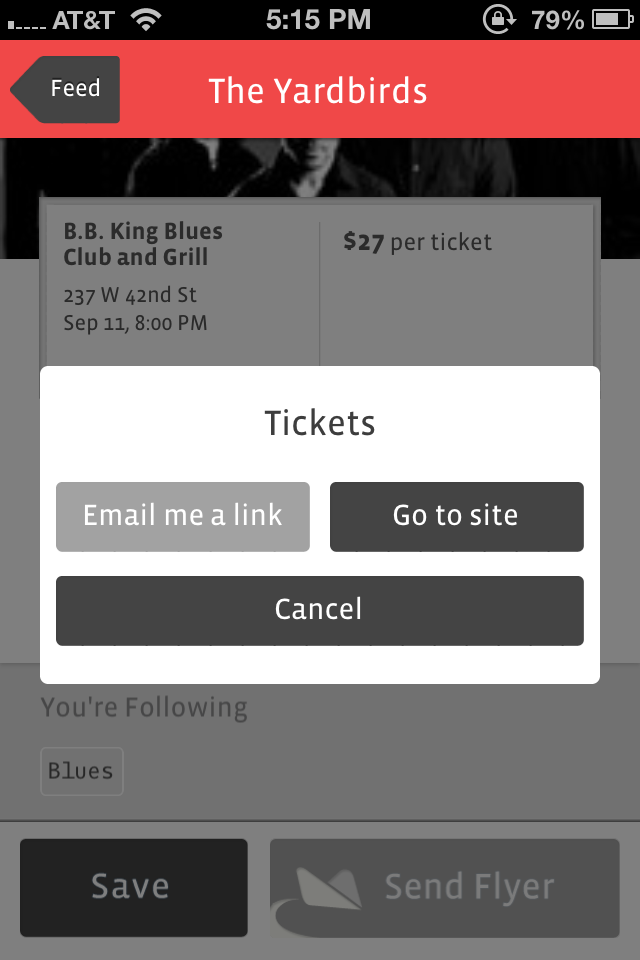 AT&T 5:15 PM 79%
Feed
The Yardbirds
B.B. King Blues
Club and Grill
$27 per ticket
237 W 42nd St
Sep 11, 8:00 PM
Tickets
Email me a link
Go to site
Cancel
You're Following
Blues
Save
Send Flyer